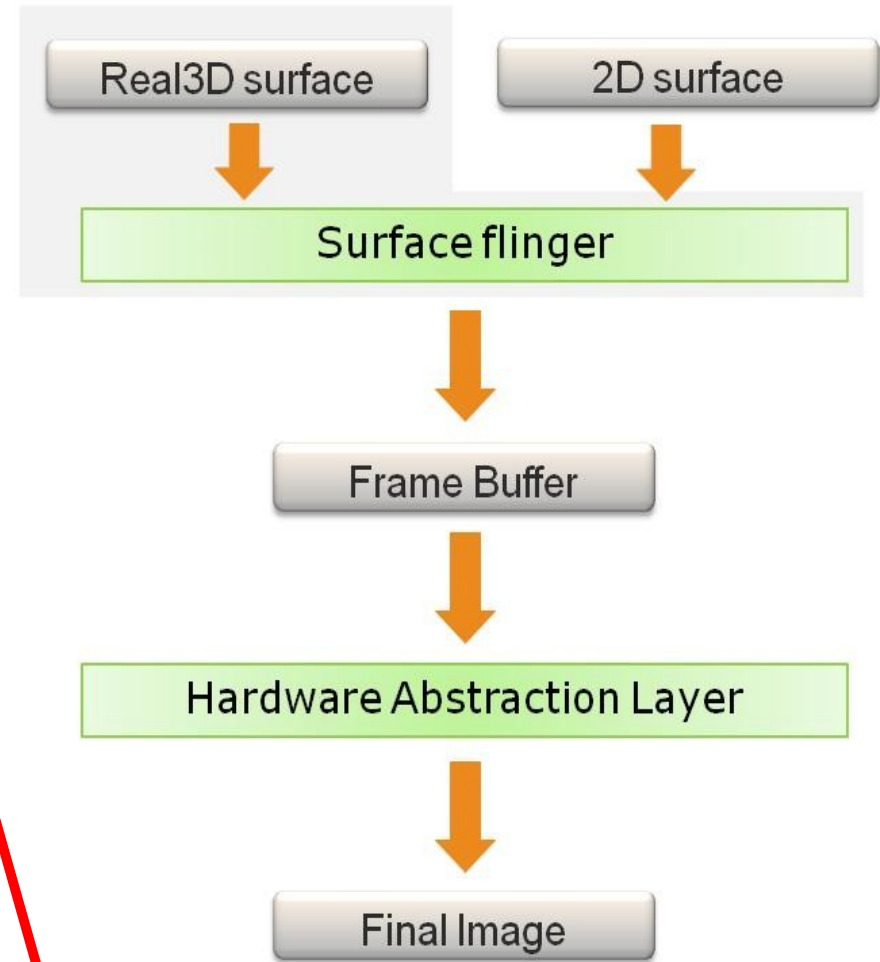 Real3D surface
2D surface
Surface flinger
Frame Buffer
Hardware Abstraction Layer
Final Image